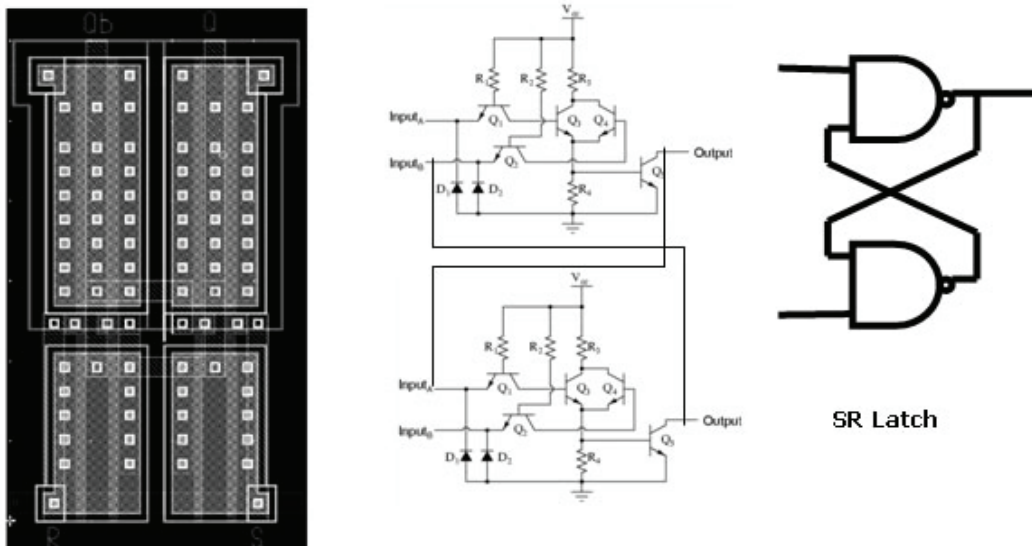 Qb Q
R S
Vcc
R1 R2 R3
InputA
Q1 Q3 Q4
InputB
Q2
Output
Q5
D1 D2
R4
Vcc
R1 R2 R3
InputA
Q1 Q3 Q4
Output
InputB
Q2
Q5
D1 D2
R4
SR Latch